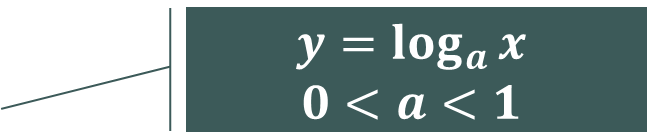 y = logₐ x
0 < a < 1